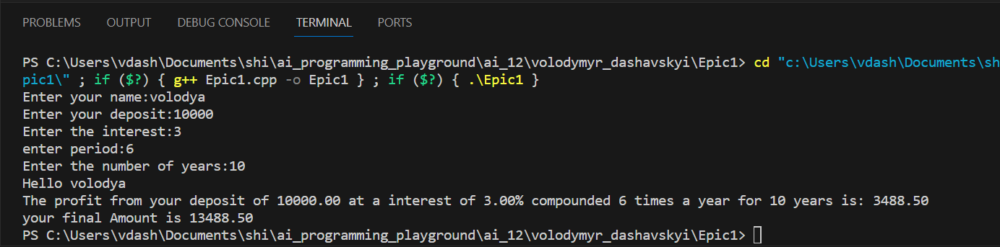 PROBLEMS OUTPUT DEBUG CONSOLE TERMINAL PORTS
PS C:\Users\vdash\Documents\shi\ai_programming_playground\ai_12\volodymyr_dashavskyi\Epic1> cd "c:\Users\vdash\Documents\sh
pic1\" ; if ($?) { g++ Epic1.cpp -o Epic1 } ; if ($?) { .\Epic1 }
Enter your name:volodya
Enter your deposit:10000
Enter the interest:3
enter period:6
Enter the number of years:10
Hello volodya
The profit from your deposit of 10000.00 at a interest of 3.00% compounded 6 times a year for 10 years is: 3488.50
your final Amount is 13488.50
PS C:\Users\vdash\Documents\shi\ai_programming_playground\ai_12\volodymyr_dashavskyi\Epic1>